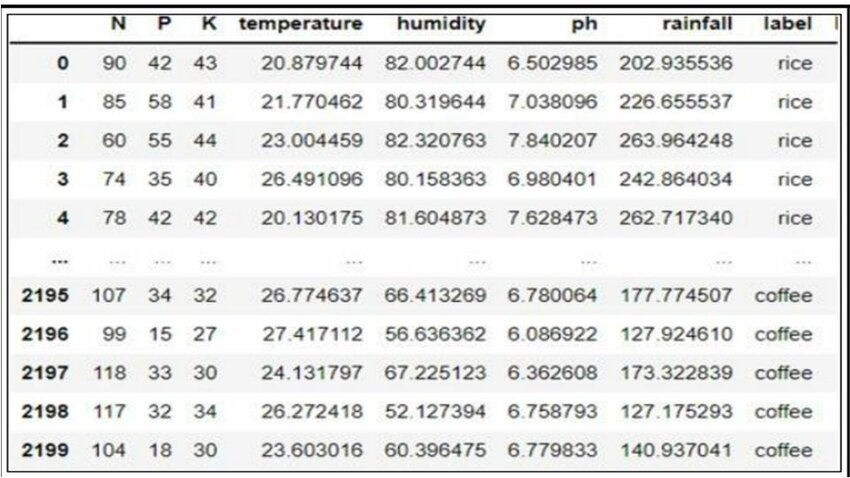 N P K temperature humidity ph rainfall label
0 90 42 43 20.879744 82.002744 6.502985 202.935536 rice
1 85 58 41 21.770462 80.319644 7.038096 226.655537 rice
2 60 55 44 23.004459 82.320763 7.840207 263.964248 rice
3 74 35 40 26.491096 80.158363 6.980401 242.864034 rice
4 78 42 42 20.130175 81.604873 7.628473 262.717340 rice
... ... ... ... ... ... ... ... ...
2195 107 34 32 26.774637 66.413269 6.780064 177.774507 coffee
2196 99 15 27 27.417112 56.636362 6.086922 127.924610 coffee
2197 118 33 30 24.131797 67.225123 6.362608 173.322839 coffee
2198 117 32 34 26.272418 52.127394 6.758793 127.175293 coffee
2199 104 18 30 23.603016 60.396475 6.779833 140.937041 coffee